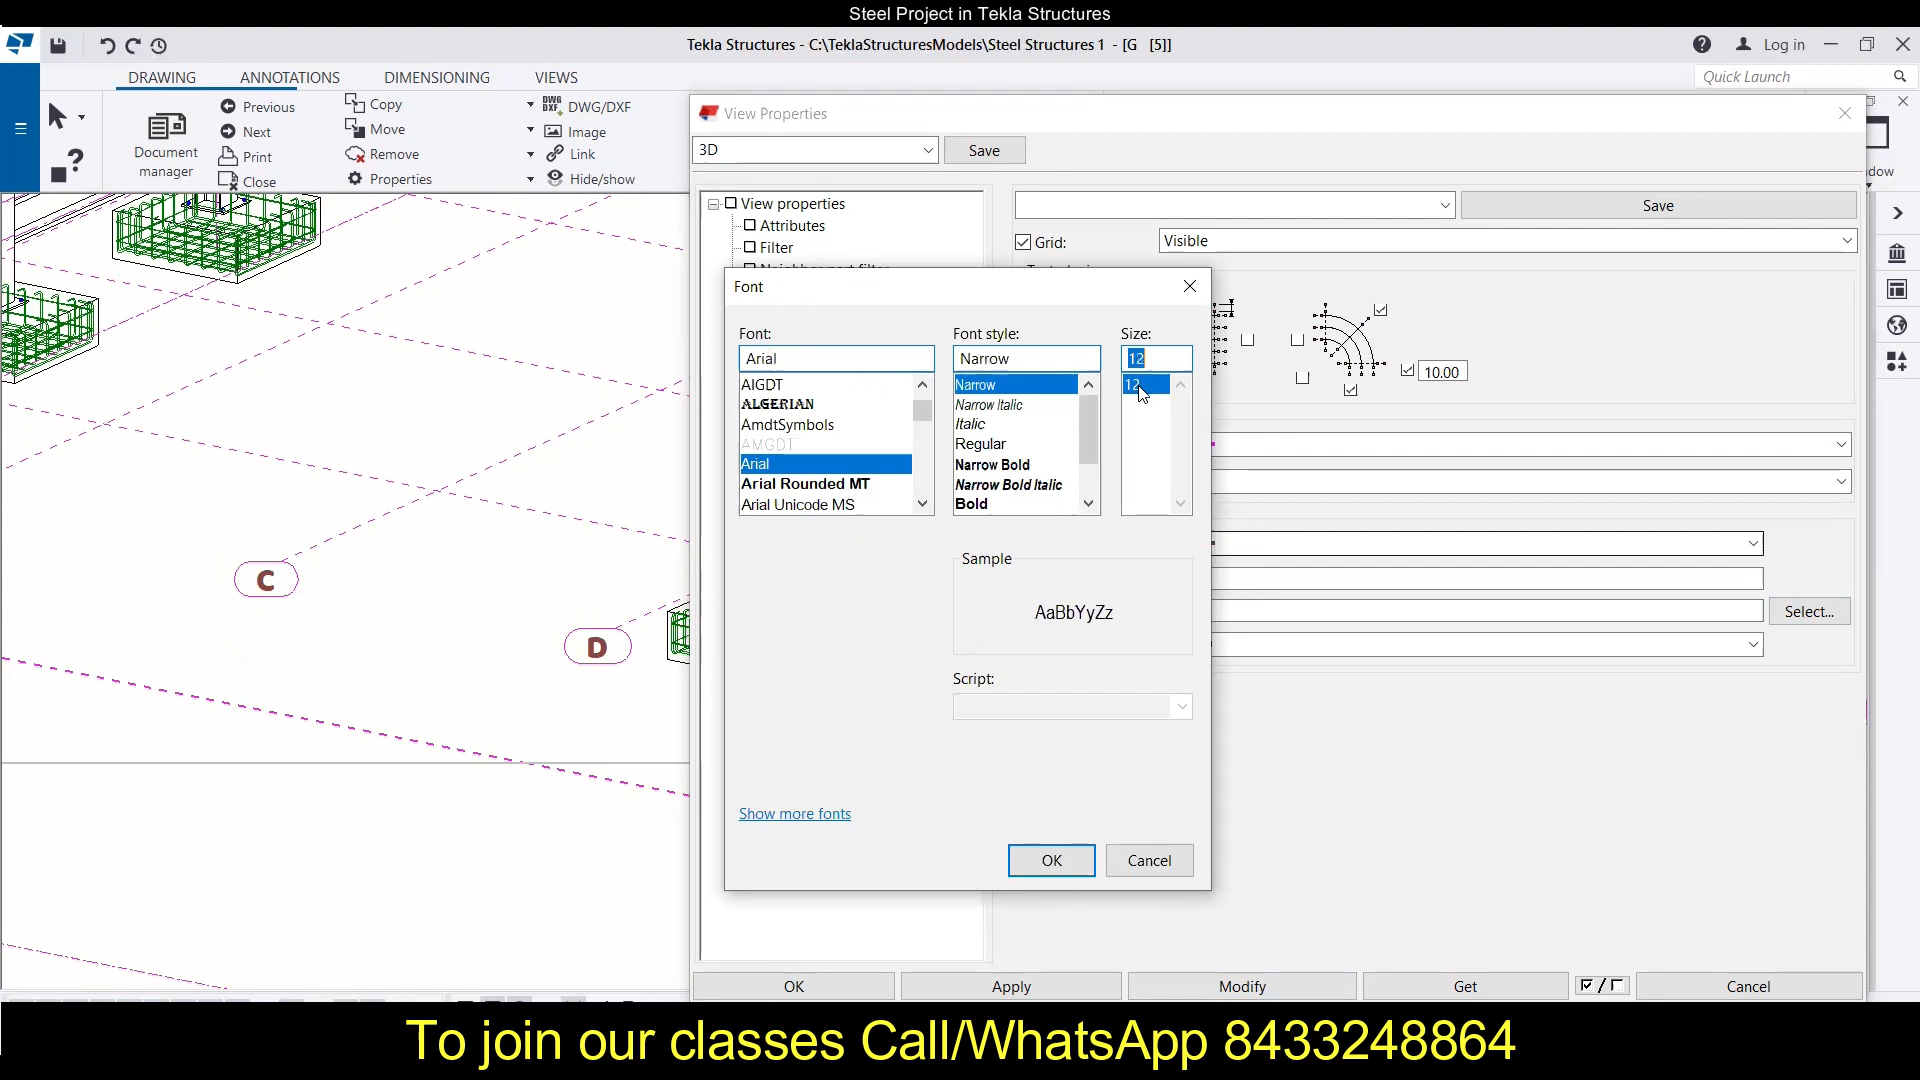 Steel Project in Tekla Structures
Tekla Structures - C:\TeklaStructuresModels\Steel Structures 1 - [G [5]]
Log in
DRAWING
ANNOTATIONS
DIMENSIONING
VIEWS
Quick Launch
Document
manager
Previous
Next
Print
Close
Copy
Move
Remove
Properties
DWG
DXF
DWG/DXF
Image
Link
Hide/show
dow
View Properties
3D
Save
View properties
Attributes
Filter
Save
Grid:
Visible
10.00
Select...
Font
Font:
Font style:
Size:
Arial
Narrow
12
AIGDT
ALGERIAN
AmdtSymbols
AMGDT
Arial
Arial Rounded MT
Arial Unicode MS
Narrow
Narrow Italic
Italic
Regular
Narrow Bold
Narrow Bold Italic
Bold
12
Sample
AaBbYyZz
Script:
Show more fonts
OK
Cancel
C
D
OK
Apply
Modify
Get
/
Cancel
To join our classes Call/WhatsApp 8433248864